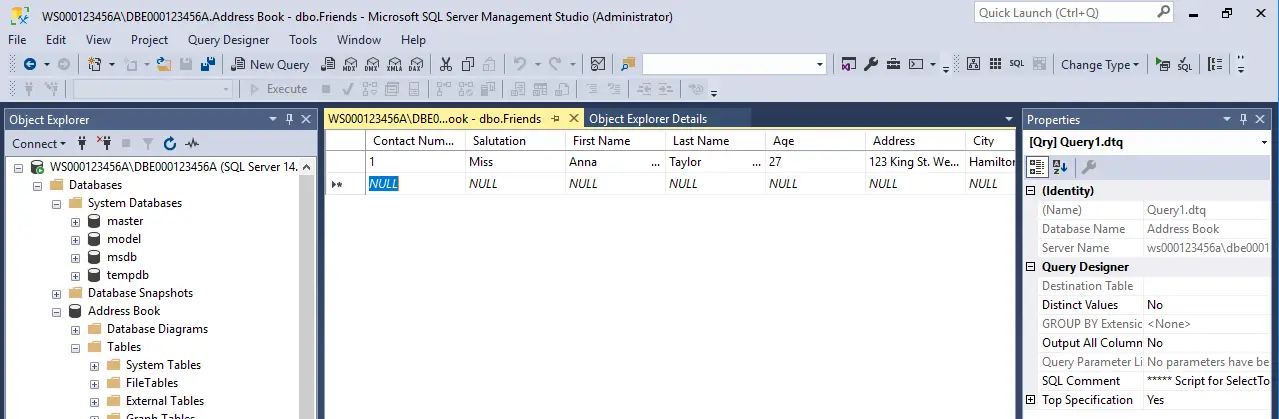 WS000123456A\DBE000123456A.Address Book - dbo.Friends - Microsoft SQL Server Management Studio (Administrator)
Quick Launch (Ctrl+Q)
File Edit View Project Query Designer Tools Window Help
New Query MDX DMX XMLA DAX SQL Change Type SQL
Execute
Object Explorer
WS000123456A\DBE0...ook - dbo.Friends Object Explorer Details
Properties
Connect
Contact Num... Salutation First Name Last Name Age Address City
[Qry] Query1.dtq
1 Miss Anna ... Taylor ... 27 123 King St. We... Hamilton
NULL NULL NULL NULL NULL NULL NULL
WS000123456A\DBE000123456A (SQL Server 14.
Databases
System Databases
master
model
msdb
tempdb
Database Snapshots
Address Book
Database Diagrams
Tables
System Tables
FileTables
External Tables
Graph Tables
(Identity)
(Name) Query1.dtq
Database Name Address Book
Server Name ws000123456a\dbe0001
Query Designer
Destination Table
Distinct Values No
GROUP BY Extensic <None>
Output All Column No
Query Parameter Li No parameters have be
SQL Comment ***** Script for SelectTo
Top Specification Yes